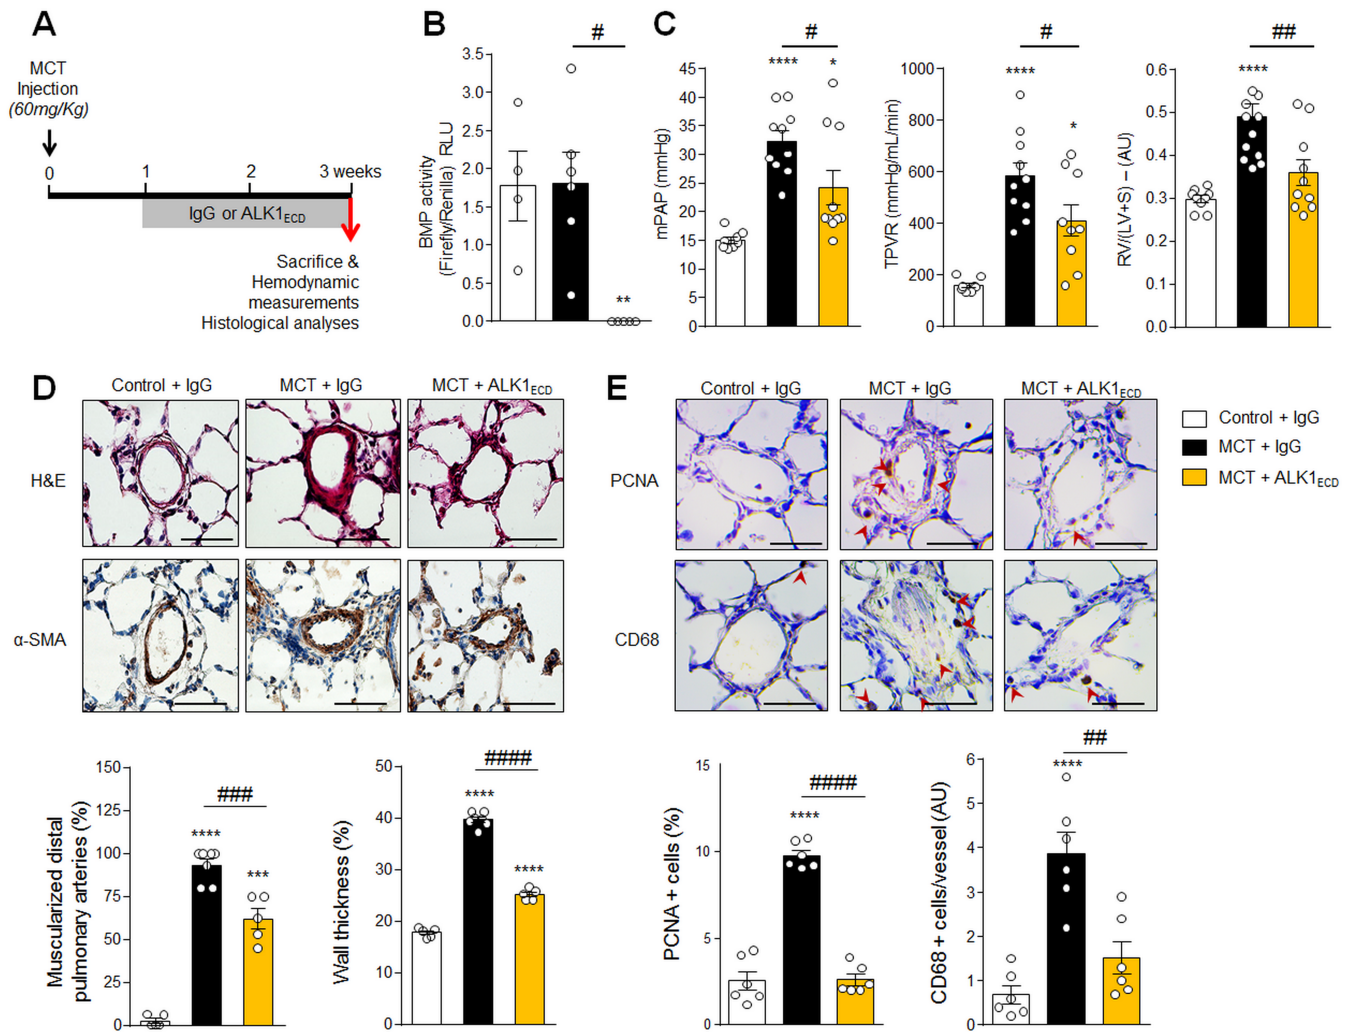 A
MCT
Injection
(60mg/Kg)
0
1
2
3 weeks
IgG or ALK1ECD
Sacrifice &
Hemodynamic
measurements
Histological analyses
B
#
3.5
3.0
2.5
2.0
1.5
1.0
0.5
0.0
BMP activity
(Firefly/Renilla) RLU
**
C
#
****
*
45
40
35
30
25
20
15
10
5
0
mPAP (mmHg)
#
****
*
1000
800
600
400
200
0
TPVR (mmHg/mL/min)
##
****
0.6
0.5
0.4
0.3
0.2
0.1
0.0
RV/(LV+S) – (AU)
D
Control + IgG
MCT + IgG
MCT + ALK1ECD
H&E
α-SMA
E
Control + IgG
MCT + IgG
MCT + ALK1ECD
PCNA
CD68
Control + IgG
MCT + IgG
MCT + ALK1ECD
150
125
100
75
50
25
0
Muscularized distal
pulmonary arteries (%)
###
****
***
50
40
30
20
10
0
Wall thickness (%)
####
****
****
15
10
5
0
PCNA + cells (%)
####
****
6
5
4
3
2
1
0
CD68 + cells/vessel (AU)
##
****